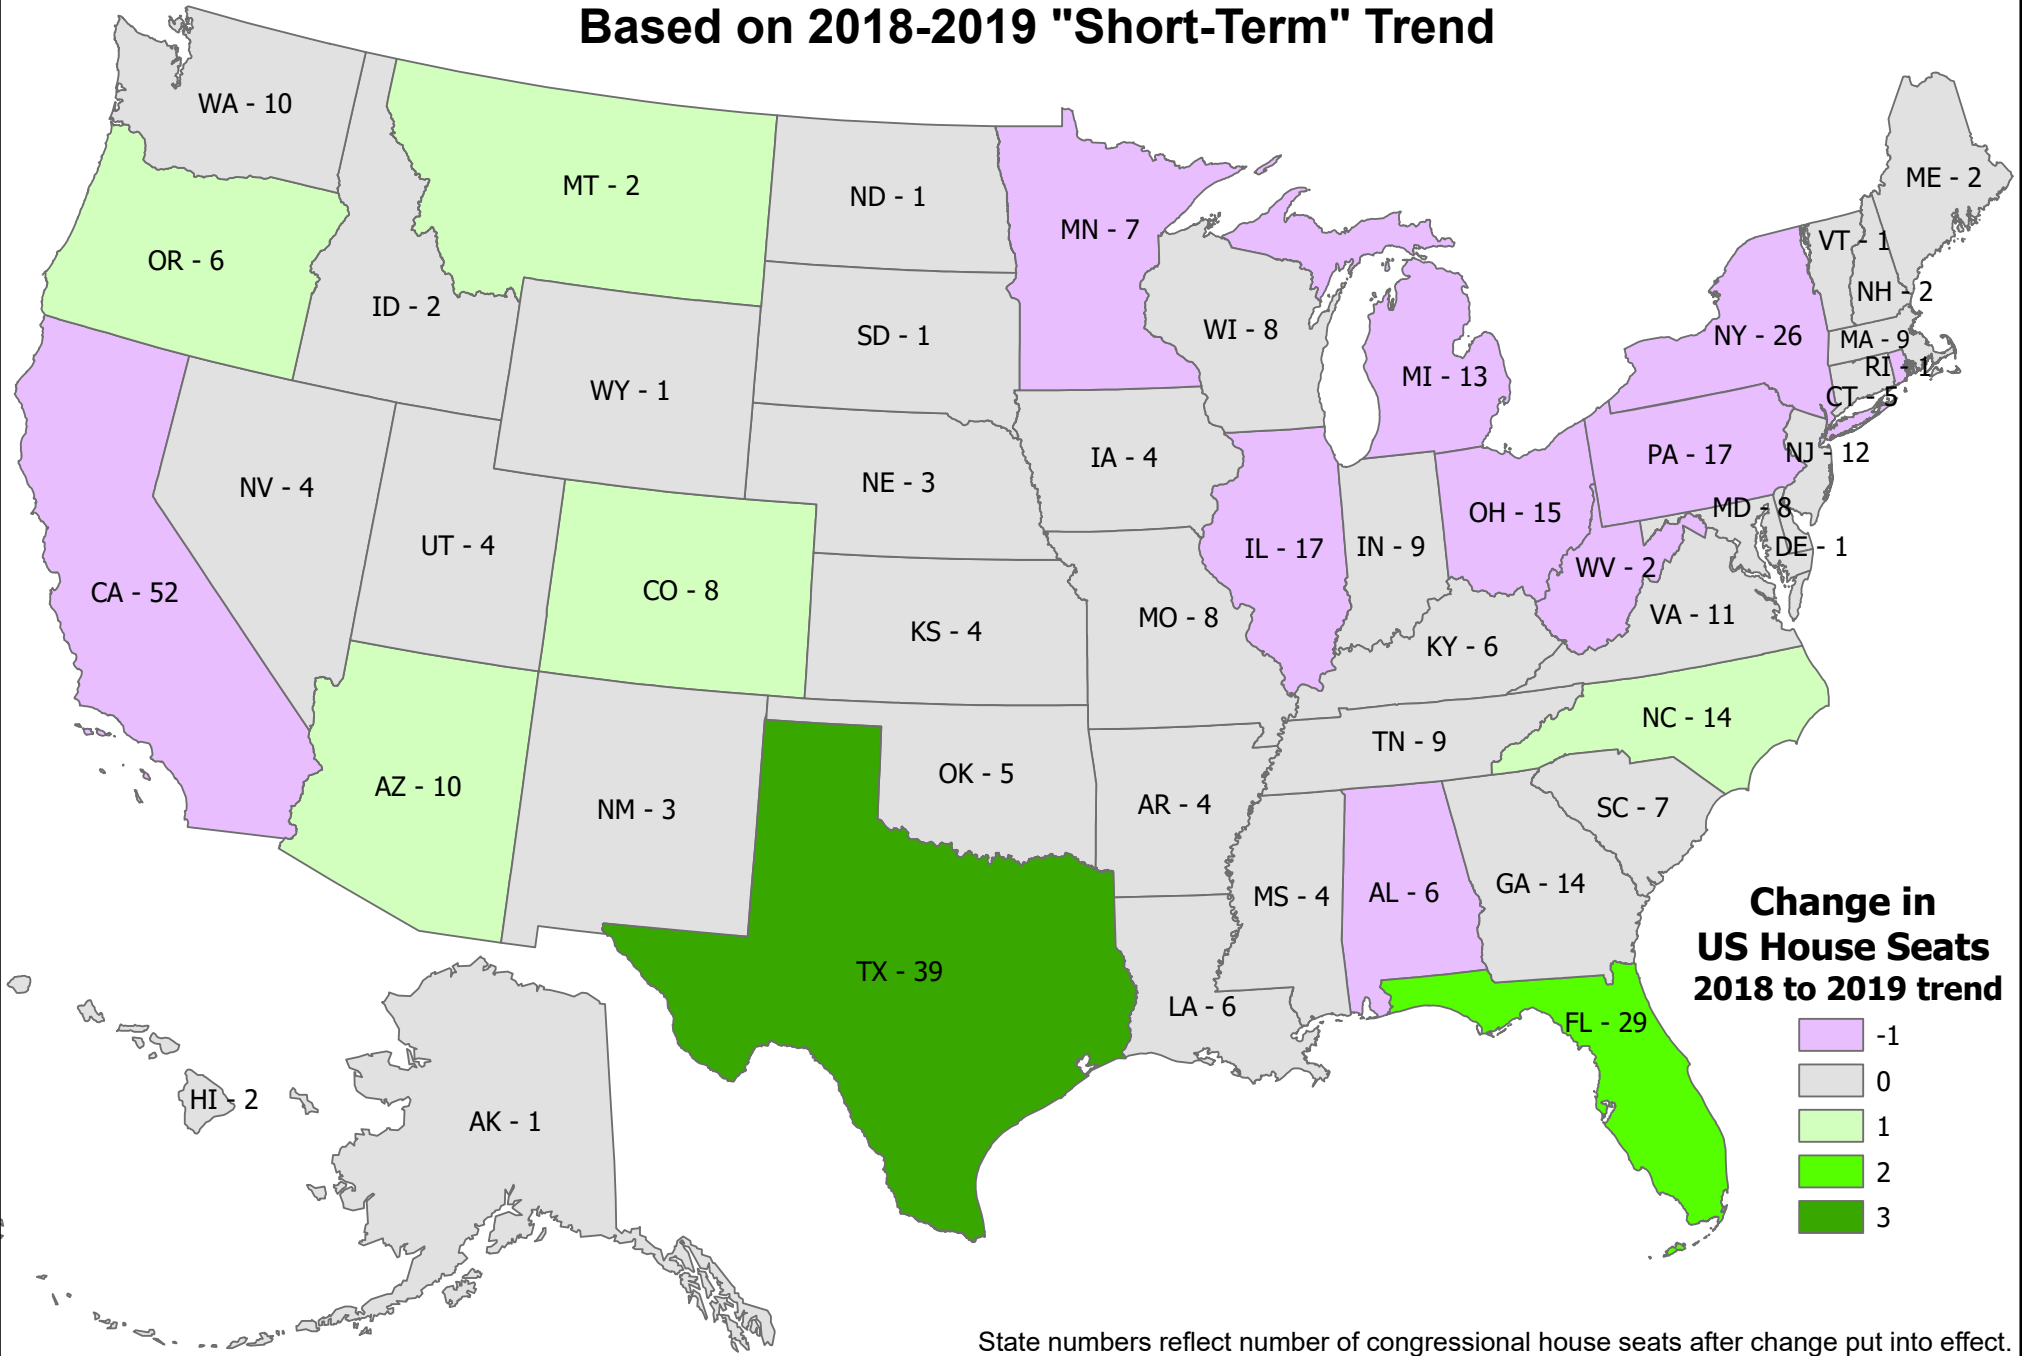 Based on 2018-2019 "Short-Term" Trend
WA - 10
MT - 2
ND - 1
MN - 7
ME - 2
OR - 6
ID - 2
SD - 1
WI - 8
VT - 1
NH - 2
NY - 26
MA - 9
RI - 1
CT - 5
WY - 1
MI - 13
NV - 4
UT - 4
NE - 3
IA - 4
PA - 17
NJ - 12
CA - 52
CO - 8
KS - 4
MO - 8
IL - 17
IN - 9
OH - 15
MD - 8
DE - 1
WV - 2
VA - 11
KY - 6
NC - 14
TN - 9
AZ - 10
NM - 3
OK - 5
AR - 4
SC - 7
MS - 4
AL - 6
GA - 14
TX - 39
LA - 6
FL - 29
HI - 2
AK - 1
Change in
US House Seats
2018 to 2019 trend
-1
0
1
2
3
State numbers reflect number of congressional house seats after change put into effect.